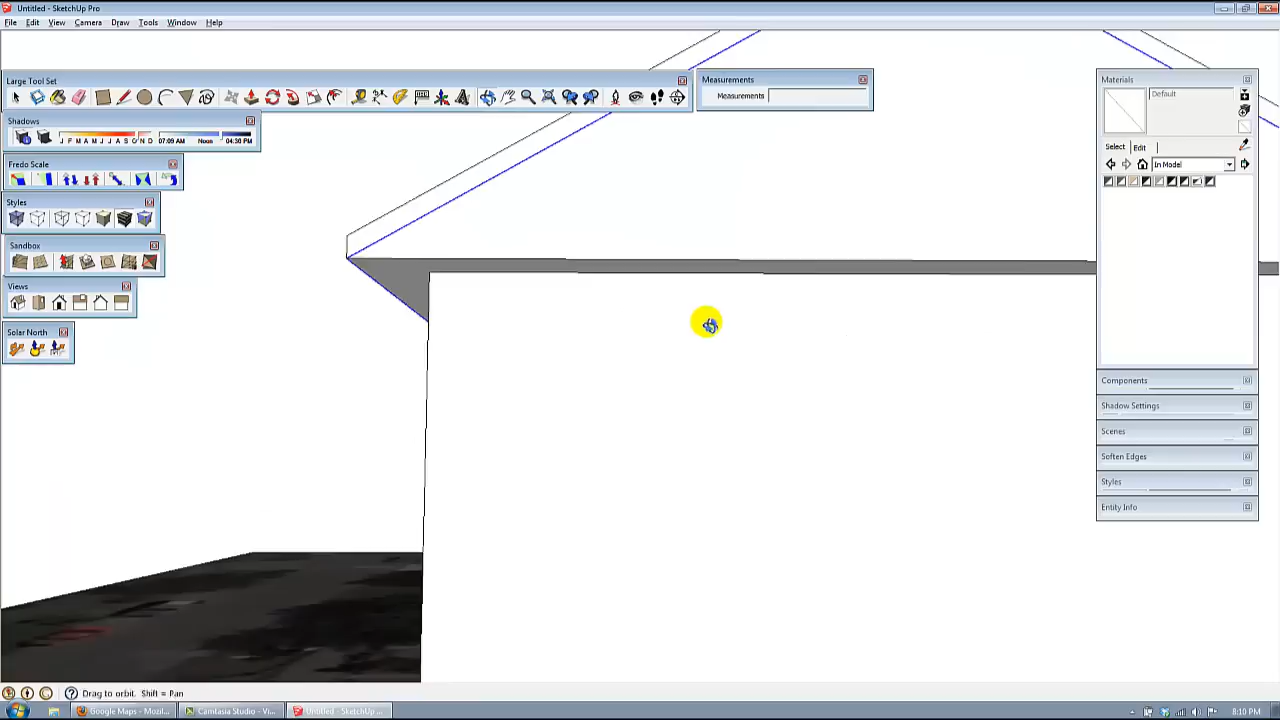 Untitled - SketchUp Pro
File Edit View Camera Draw Tools Window Help
Large Tool Set
Measurements
Measurements
Materials
Default
Shadows
J F M A M J J A S O N D 07:09 AM Noon 04:30 PM
Select Edit
Fredo Scale
In Model
Styles
Sandbox
Views
Solar North
Components
Shadow Settings
Scenes
Soften Edges
Styles
Entity Info
Drag to orbit. Shift = Pan
Google Maps - Mozil...
Camtasia Studio - Vi...
Untitled - SketchUp ...
8:10 PM